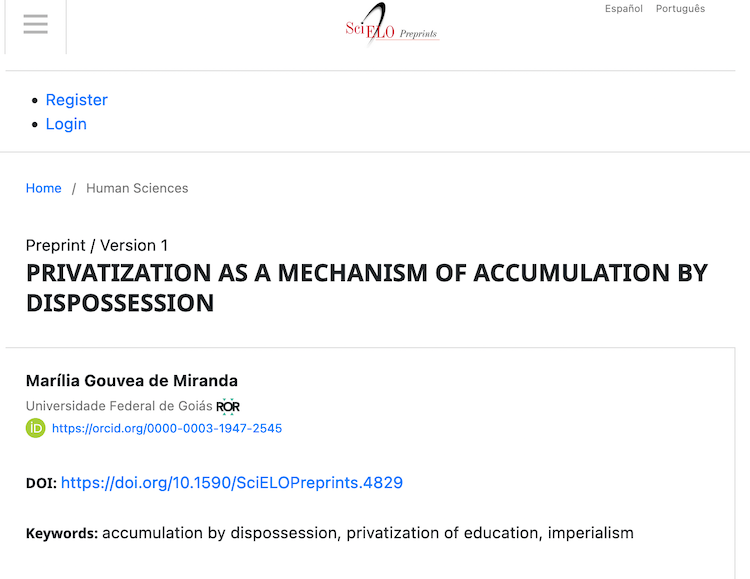 SciELO Preprints
Español Português
Register
Login
Home / Human Sciences
Preprint / Version 1
PRIVATIZATION AS A MECHANISM OF ACCUMULATION BY
DISPOSSESSION
Marília Gouvea de Miranda
Universidade Federal de Goiás ROR
iD https://orcid.org/0000-0003-1947-2545
DOI: https://doi.org/10.1590/SciELOPreprints.4829
Keywords: accumulation by dispossession, privatization of education, imperialism